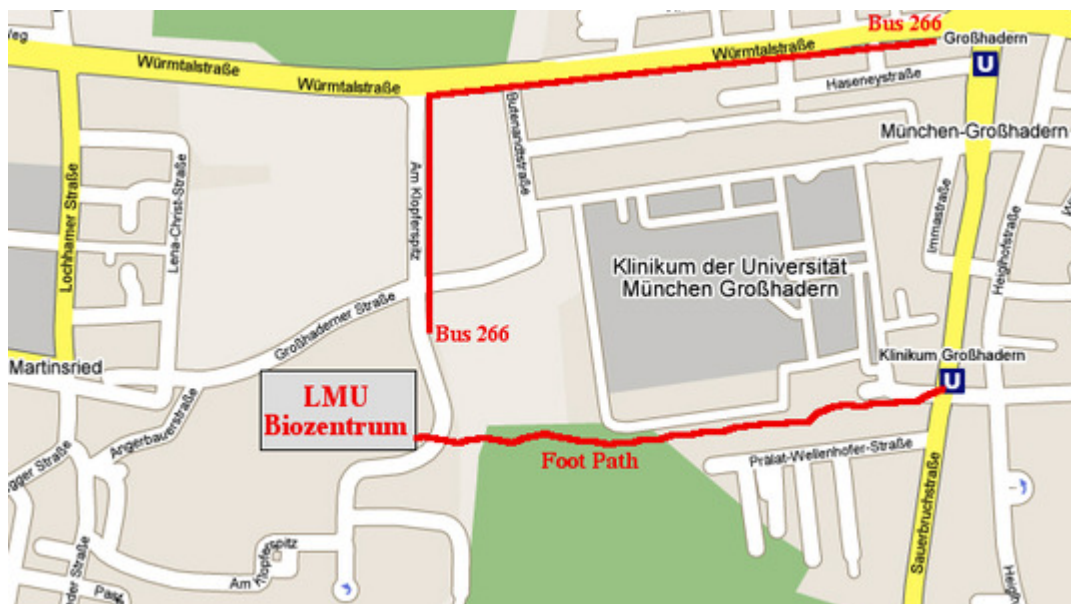 Bus 266
Großhadern
U
Weg
Würmtalstraße
Würmtalstraße
Würmtalstraße
Haseneystraße
Butenandtstraße
München-Großhadern
Lochhamer Straße
Lena-Christ-Straße
Am Klopferspitz
Immastraße
Heiglhofstraße
Klinikum der Universität
München Großhadern
Großhaderner Straße
Bus 266
Martinsried
Klinikum Großhadern
U
LMU
Biozentrum
Angerbauerstraße
Foot Path
Prälat-Wellenhofer-Straße
Sauerbruchstraße
Am Klopferspitz